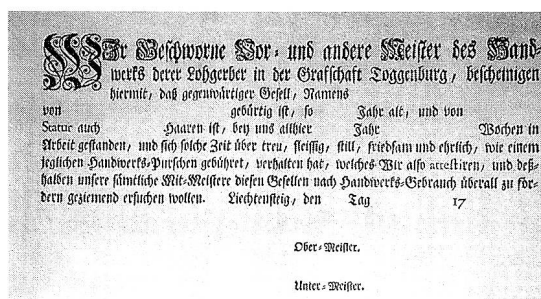 WIr Geschworne Vor- und andere Meister des Hand-
werks derer Lohgerber in der Grafschaft Toggenburg, bescheinigen
hiermit, daß gegenwärtiger Gesell, Namens
von gebürtig ist, so Jahr alt, und von
Statur auch Haaren ist, bey uns allhier Jahr Wochen in
Arbeit gestanden, und sich solche Zeit über treu, fleissig, still, friedsam und ehrlich, wie einem
jeglichen Handwerks-Purschen gebühret, verhalten hat, welches Wir also attestiren, und deß-
halben unsere sämtliche Mit-Meistere diesen Gesellen nach Handwerks-Gebrauch überall zu för-
dern geziemend ersuchen wollen. Liechtensteig, den Tag 17
Ober-Meister.
Unter-Meister.